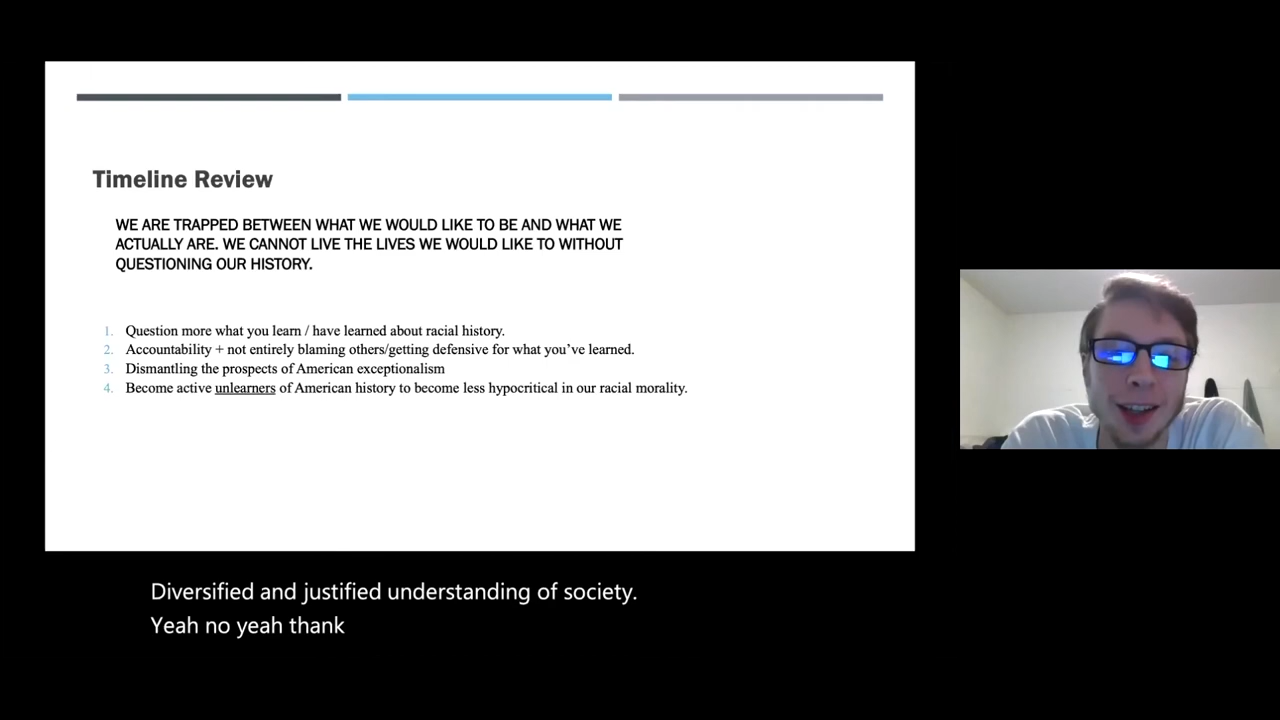 Timeline Review
WE ARE TRAPPED BETWEEN WHAT WE WOULD LIKE TO BE AND WHAT WE
ACTUALLY ARE. WE CANNOT LIVE THE LIVES WE WOULD LIKE TO WITHOUT
QUESTIONING OUR HISTORY.
1. Question more what you learn / have learned about racial history.
2. Accountability + not entirely blaming others/getting defensive for what you’ve learned.
3. Dismantling the prospects of American exceptionalism
4. Become active unlearners of American history to become less hypocritical in our racial morality.
Diversified and justified understanding of society.
Yeah no yeah thank